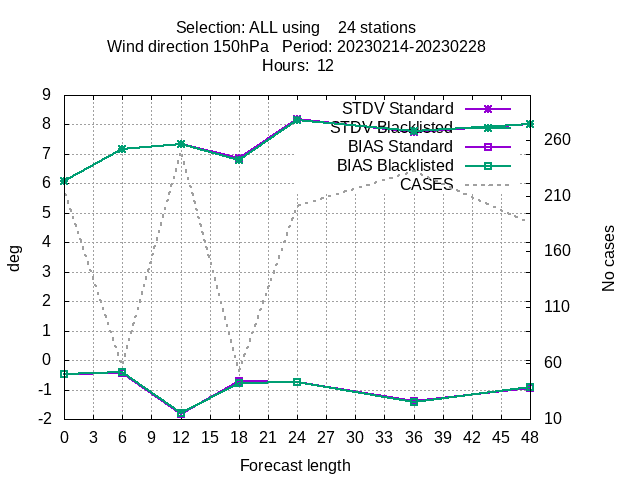 Selection: ALL using    24 stations
Wind direction 150hPa   Period: 20230214-20230228
Hours:  12
STDV Standard
STDV Blacklisted
BIAS Standard
BIAS Blacklisted
CASES
9
8
7
6
5
4
3
2
1
0
-1
-2
deg
260
210
160
110
60
10
No cases
0 3 6 9 12 15 18 21 24 27 30 33 36 39 42 45 48
Forecast length